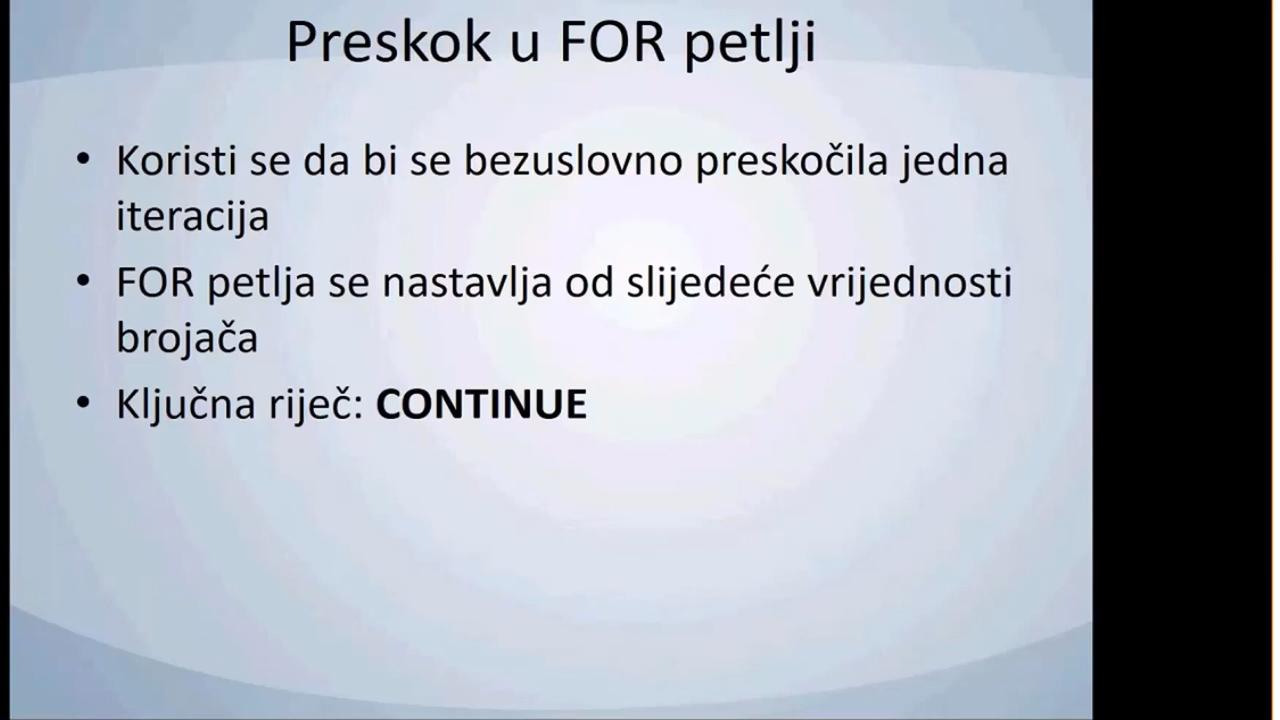 Preskok u FOR petlji
• Koristi se da bi se bezuslovno preskočila jedna
iteracija
• FOR petlja se nastavlja od slijedeće vrijednosti
brojača
• Ključna riječ: CONTINUE